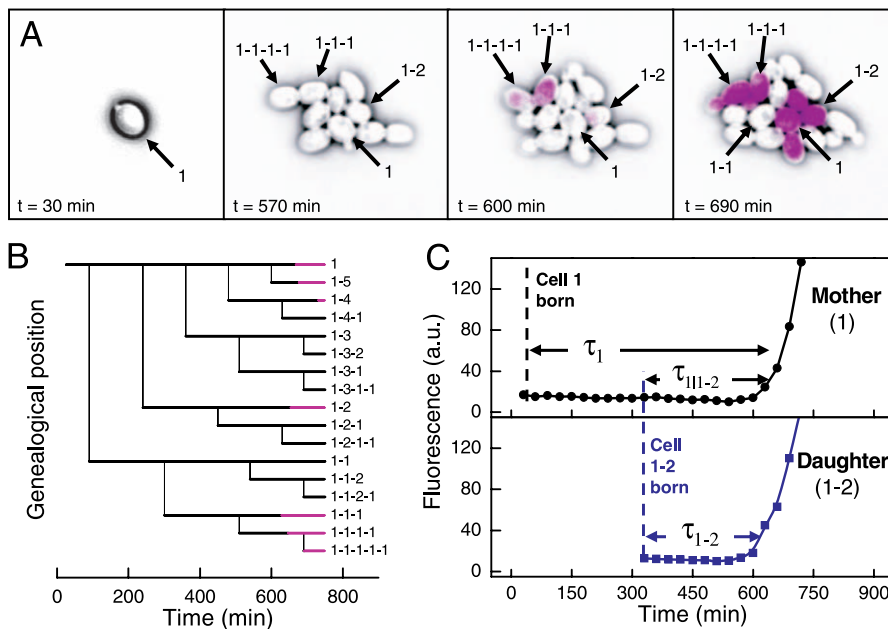 A
1
t = 30 min
1-1-1-1
1-1-1
1-2
1
t = 570 min
1-1-1-1
1-1-1
1-2
1
t = 600 min
1-1-1-1
1-1-1
1-2
1-1
1
t = 690 min
B
Genealogical position
1
1-5
1-4
1-4-1
1-3
1-3-2
1-3-1
1-3-1-1
1-2
1-2-1
1-2-1-1
1-1
1-1-2
1-1-2-1
1-1-1
1-1-1-1
1-1-1-1-1
0 200 400 600 800
Time (min)
C
Fluorescence (a.u.)
120
80
40
0
Cell 1
born
Mother
(1)
τ1
τ1|1-2
120
80
40
0
Cell
1-2
born
Daughter
(1-2)
τ1-2
0 150 300 450 600 750 900
Time (min)